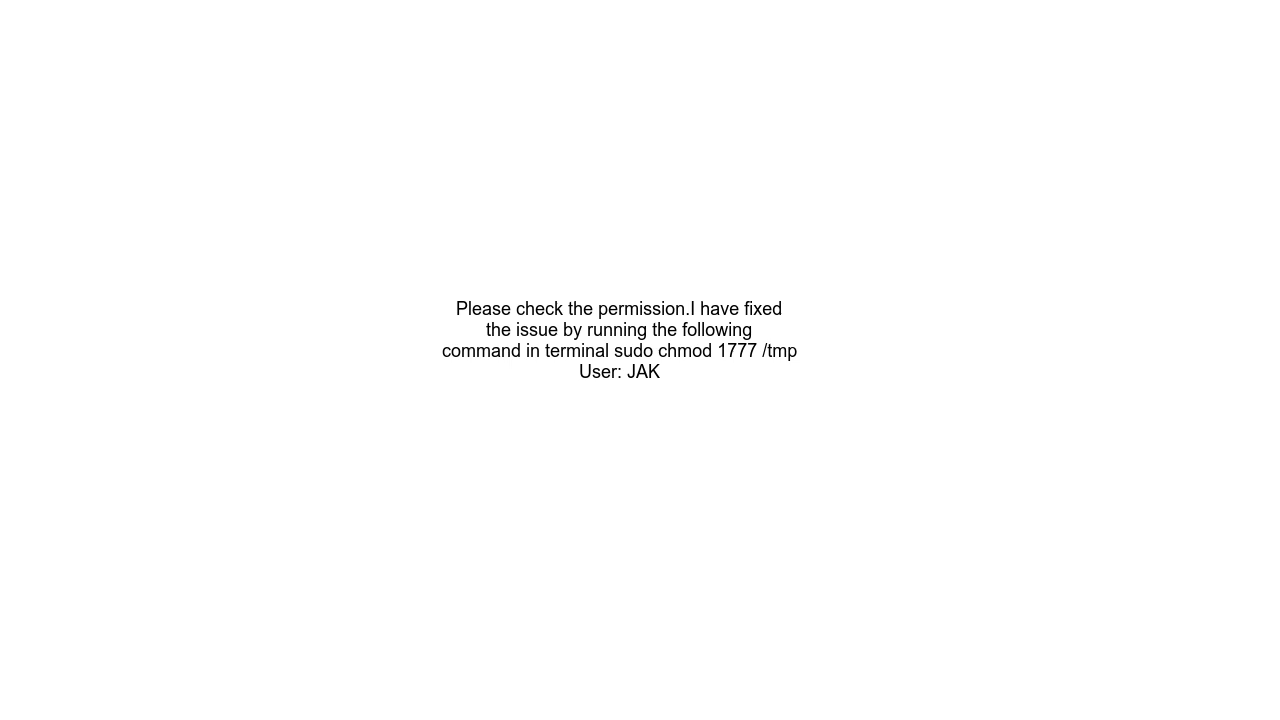 Please check the permission.I have fixed
the issue by running the following
command in terminal sudo chmod 1777 /tmp
User: JAK